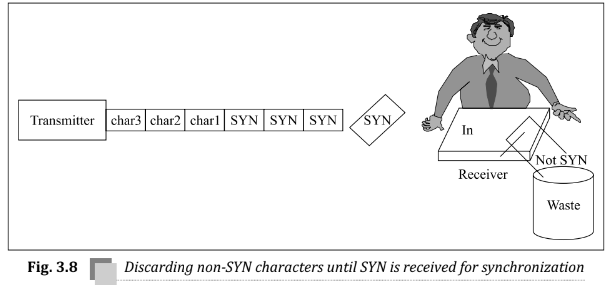 Transmitter char3 char2 char1 SYN SYN SYN SYN
In
Not SYN
Receiver
Waste
Fig. 3.8 Discarding non-SYN characters until SYN is received for synchronization